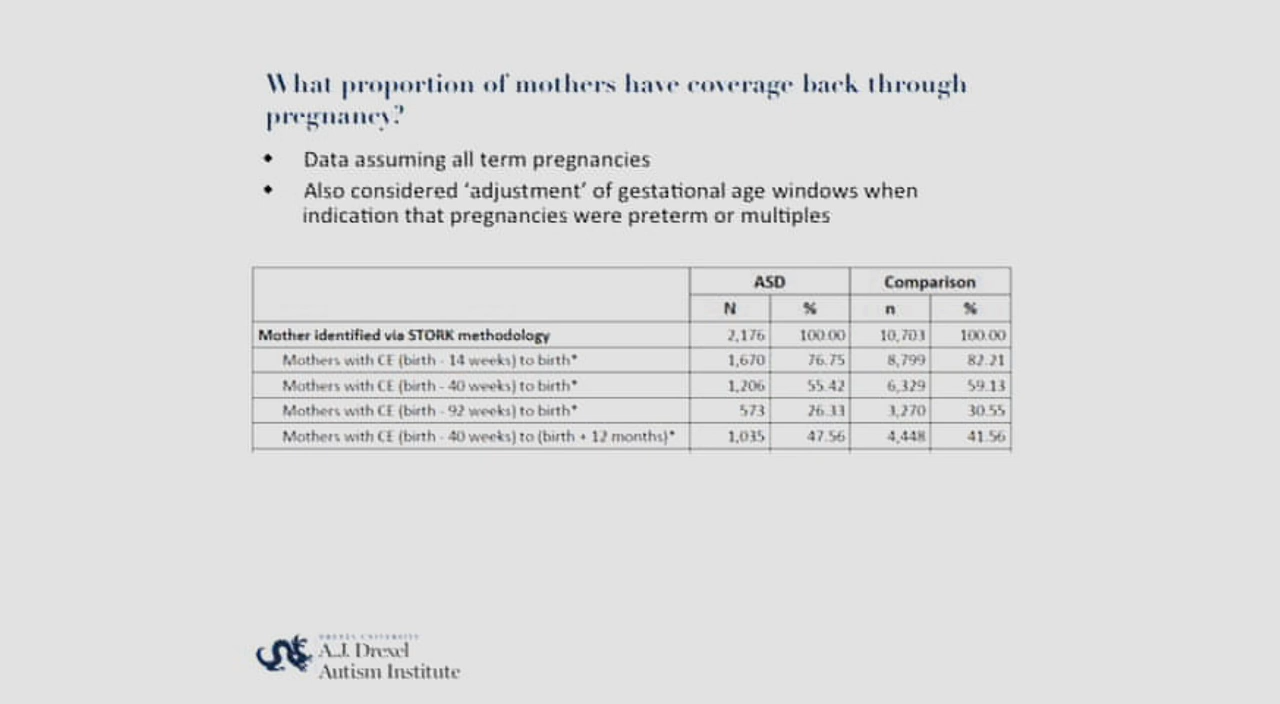 What proportion of mothers have coverage back through
pregnancy?
• Data assuming all term pregnancies
• Also considered ‘adjustment’ of gestational age windows when
indication that pregnancies were preterm or multiples
ASD Comparison
N % n %
Mother identified via STORK methodology 2,176 100.00 10,703 100.00
Mothers with CE (birth - 14 weeks) to birth* 1,670 76.75 8,799 82.21
Mothers with CE (birth - 40 weeks) to birth* 1,206 55.42 6,329 59.13
Mothers with CE (birth - 92 weeks) to birth* 573 26.33 3,270 30.55
Mothers with CE (birth - 40 weeks) to (birth + 12 months)* 1,035 47.56 4,448 41.56
DREXEL UNIVERSITY
A.J. Drexel
Autism Institute